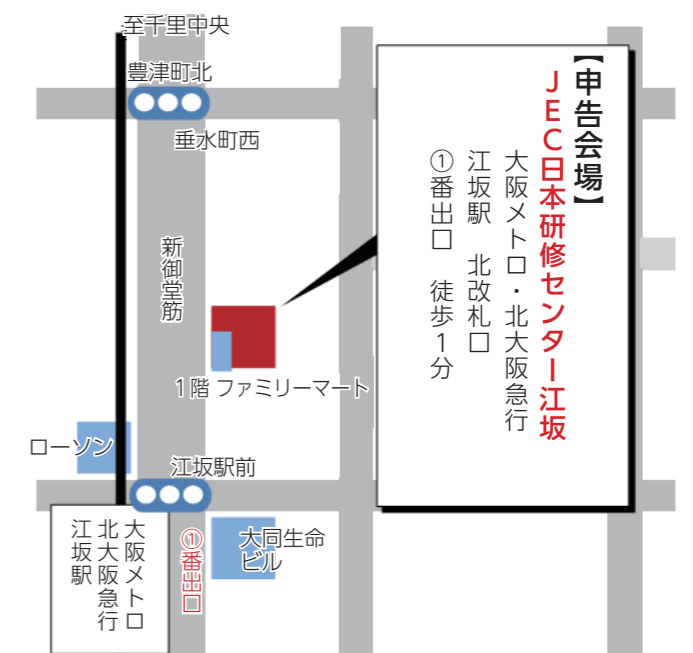 至千里中央
豊津町北
垂水町西
新御堂筋
【申告会場】
JEC日本研修センター江坂
大阪メトロ・北大阪急行
江坂駅 北改札口
①番出口 徒歩1分
1階 ファミリーマート
ローソン
江坂駅前
大阪メトロ
北大阪急行
江坂駅
①番出口
大同生命
ビル